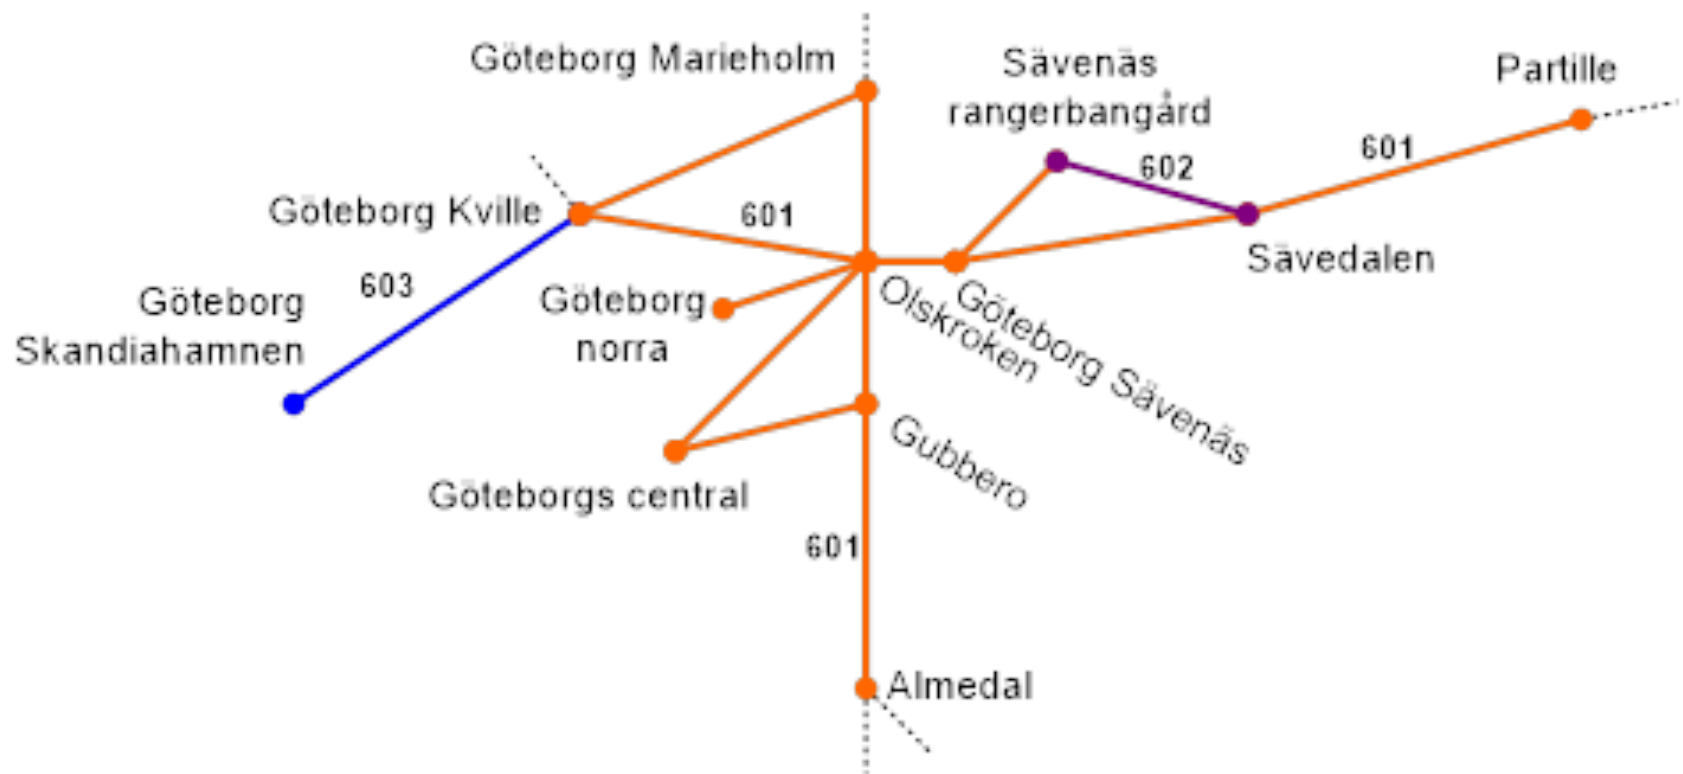 Göteborg Marieholm
Sävenäs
rangerbangård
Partille
601
602
Göteborg Kville
601
Sävedalen
603
Göteborg
Skandiahamnen
Göteborg
norra
Olskroken
Göteborg Sävenäs
Gubbero
Göteborgs central
601
Almedal